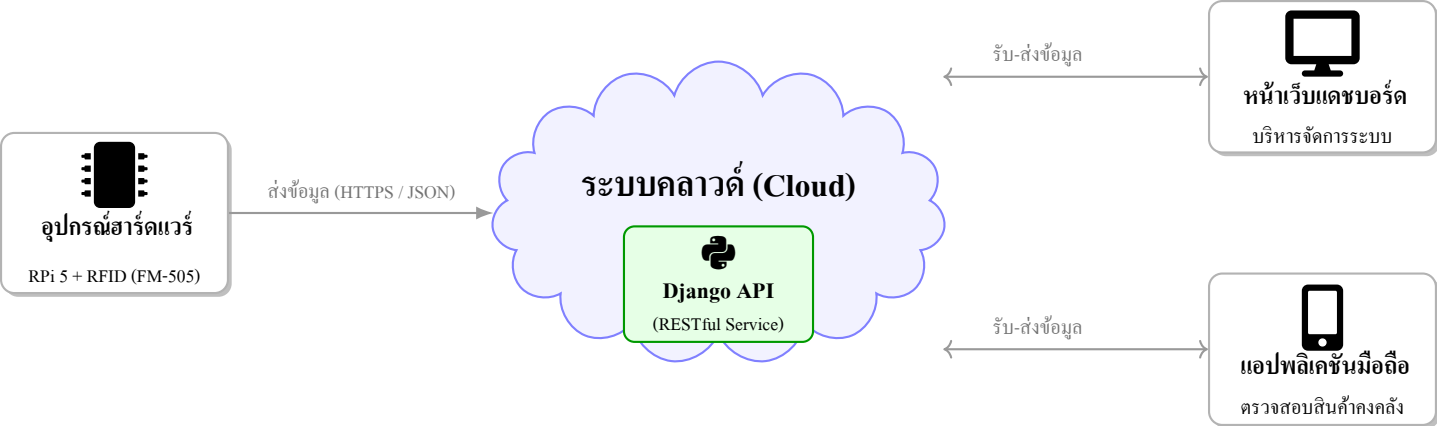 อุปกรณ์ฮาร์ดแวร์
RPi 5 + RFID (FM-505)
ส่งข้อมูล (HTTPS / JSON)
ระบบคลาวด์ (Cloud)
Django API
(RESTful Service)
รับ-ส่งข้อมูล
หน้าเว็บแดชบอร์ด
บริหารจัดการระบบ
รับ-ส่งข้อมูล
แอปพลิเคชันมือถือ
ตรวจสอบสินค้าคงคลัง